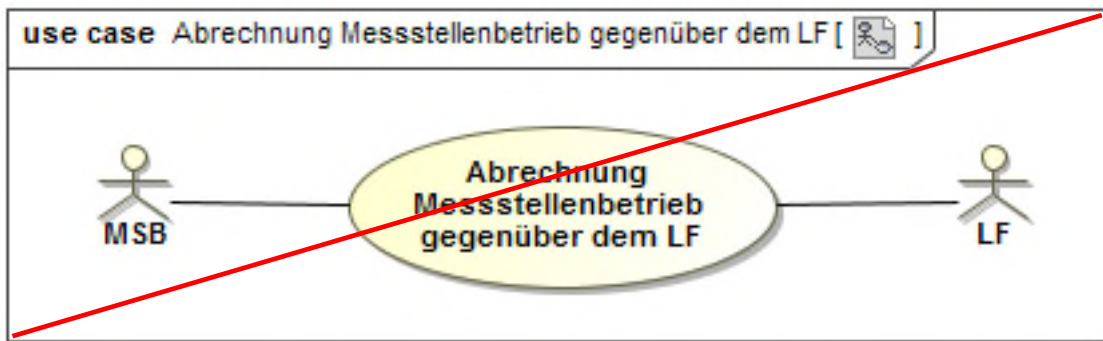 use case Abrechnung Messstellenbetrieb gegenüber dem LF [ ]
Abrechnung
Messstellenbetrieb
gegenüber dem LF
MSB
LF